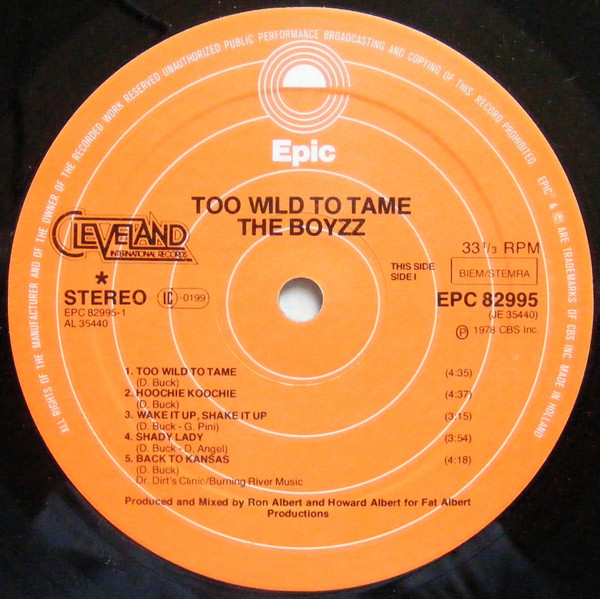 ALL RIGHTS OF THE MANUFACTURER AND OF THE OWNER OF THE RECORDED WORK RESERVED UNAUTHORIZED PUBLIC PERFORMANCE BROADCASTING AND COPYING OF THIS RECORD PROHIBITED. EPIC & ℗ ARE TRADEMARKS OF CBS INC. MADE IN HOLLAND
Epic
TOO WILD TO TAME
THE BOYZZ
CLEVELAND
INTERNATIONAL RECORDS
33 1/3 RPM
THIS SIDE
SIDE I
BIEM/STEMRA
*
STEREO
LC -0199
EPC 82995
EPC 82995-1
(JE 35440)
AL 35440
℗ 1978 CBS Inc.
1. TOO WILD TO TAME (4:35)
(D. Buck)
2. HOOCHIE KOOCHIE (4:37)
(D. Buck)
3. WAKE IT UP, SHAKE IT UP (3:15)
(D. Buck - G. Pini)
4. SHADY LADY (3:54)
(D. Buck - D. Angel)
5. BACK TO KANSAS (4:18)
(D. Buck)
Dr. Dirt's Clinic/Burning River Music
Produced and Mixed by Ron Albert and Howard Albert for Fat Albert
Productions